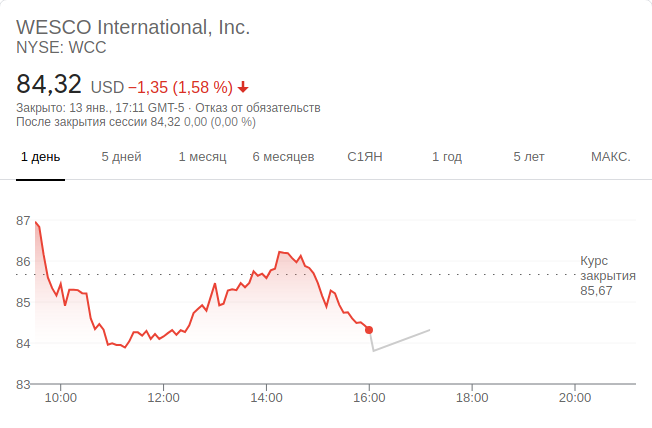 WESCO International, Inc.
NYSE: WCC
84,32 USD −1,35 (1,58 %)
Закрыто: 13 янв., 17:11 GMT-5 · Отказ от обязательств
После закрытия сессии 84,32 0,00 (0,00 %)
1 день 5 дней 1 месяц 6 месяцев С1ЯН 1 год 5 лет МАКС.
87
86
85
84
83
Курс
закрытия
85,67
10:00 12:00 14:00 16:00 18:00 20:00